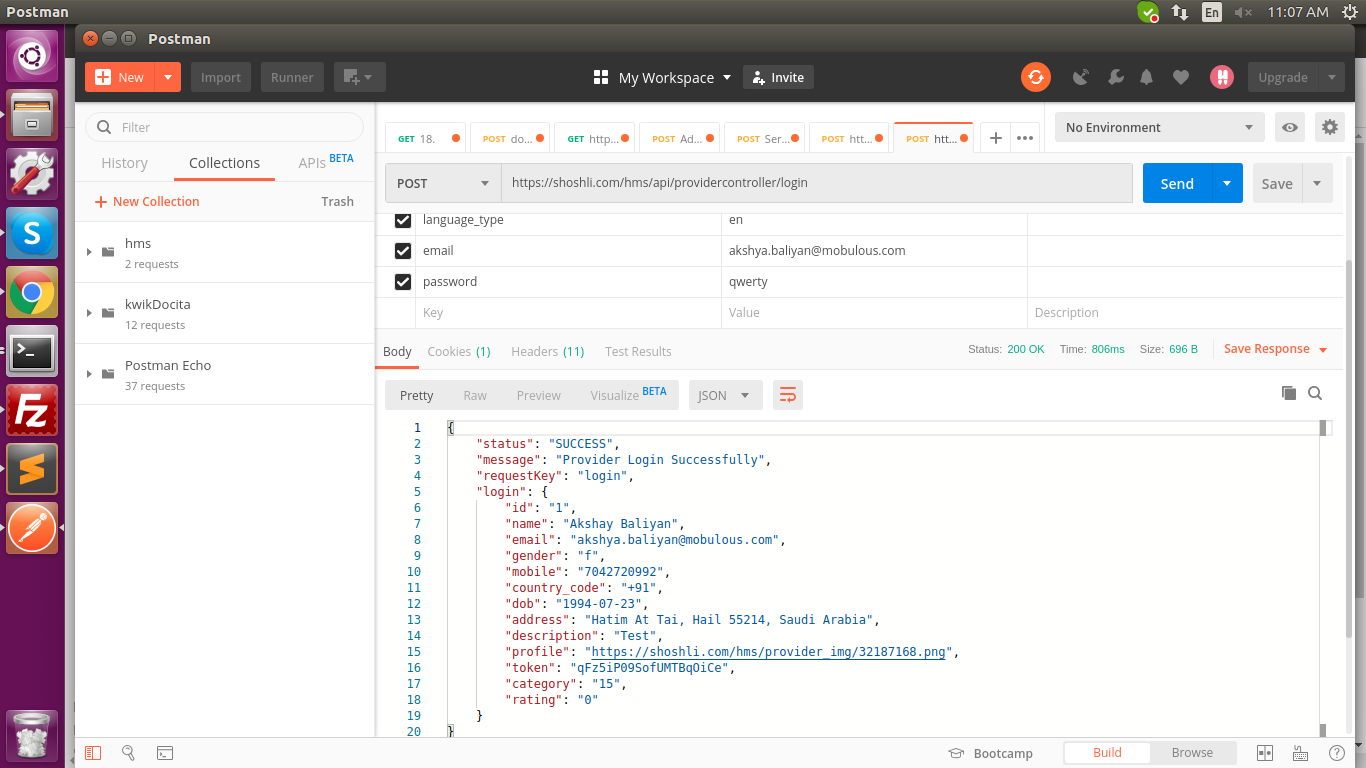 Postman
En
11:07 AM
Postman
New
Import
Runner
My Workspace
Invite
Upgrade
Filter
History
Collections
APIs BETA
New Collection
Trash
hms
2 requests
kwikDocita
12 requests
Postman Echo
37 requests
GET 18.
POST do...
GET http...
POST Ad...
POST Ser...
POST htt...
POST htt...
No Environment
POST
https://shoshli.com/hms/api/providercontroller/login
Send
Save
language_type en
email akshya.baliyan@mobulous.com
password qwerty
Key Value Description
Body Cookies (1) Headers (11) Test Results
Status: 200 OK Time: 806ms Size: 696 B
Save Response
Pretty Raw Preview Visualize BETA JSON
1 {
2 "status": "SUCCESS",
3 "message": "Provider Login Successfully",
4 "requestKey": "login",
5 "login": {
6 "id": "1",
7 "name": "Akshay Baliyan",
8 "email": "akshya.baliyan@mobulous.com",
9 "gender": "f",
10 "mobile": "7042720992",
11 "country_code": "+91",
12 "dob": "1994-07-23",
13 "address": "Hatim At Tai, Hail 55214, Saudi Arabia",
14 "description": "Test",
15 "profile": "https://shoshli.com/hms/provider_img/32187168.png",
16 "token": "qFz5iP09SofUMTBqOiCe",
17 "category": "15",
18 "rating": "0"
19 }
20 }
Bootcamp
Build
Browse